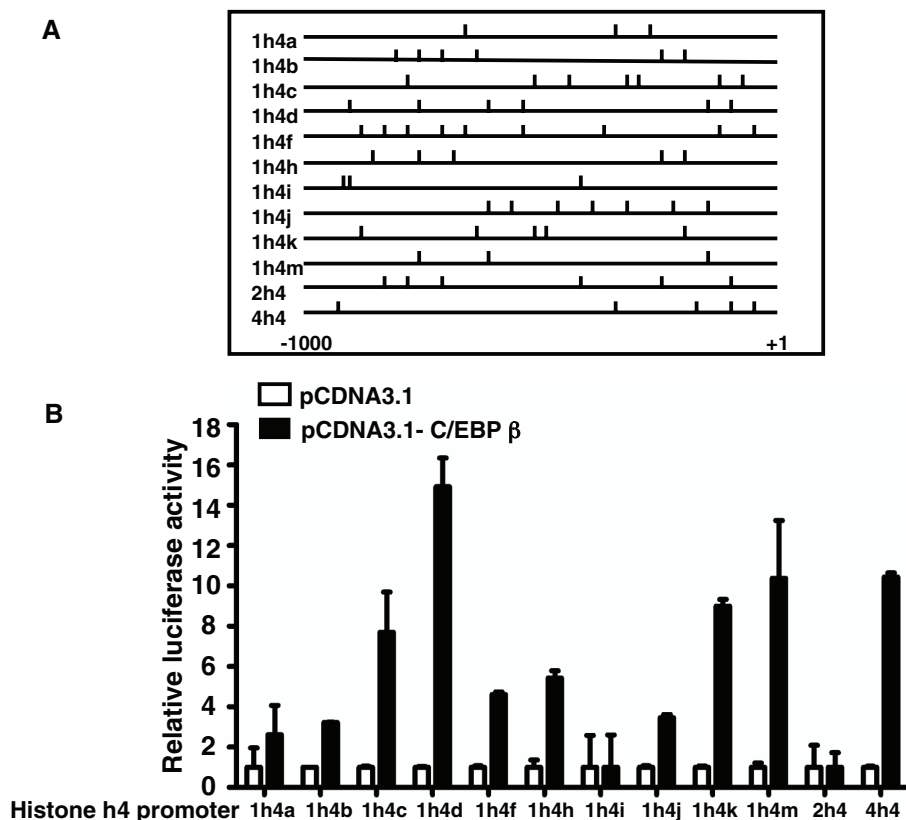 A
1h4a
1h4b
1h4c
1h4d
1h4f
1h4h
1h4i
1h4j
1h4k
1h4m
2h4
4h4
-1000 +1
B
pCDNA3.1
pCDNA3.1- C/EBP β
Relative luciferase activity
18
16
14
12
10
8
6
4
2
0
Histone h4 promoter 1h4a 1h4b 1h4c 1h4d 1h4f 1h4h 1h4i 1h4j 1h4k 1h4m 2h4 4h4